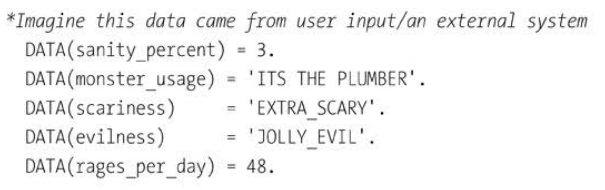 *Imagine this data came from user input/an external system
DATA(sanity_percent) = 3.
DATA(monster_usage) = 'ITS THE PLUMBER'.
DATA(scariness) = 'EXTRA_SCARY'.
DATA(evilness) = 'JOLLY_EVIL'.
DATA(rages_per_day) = 48.